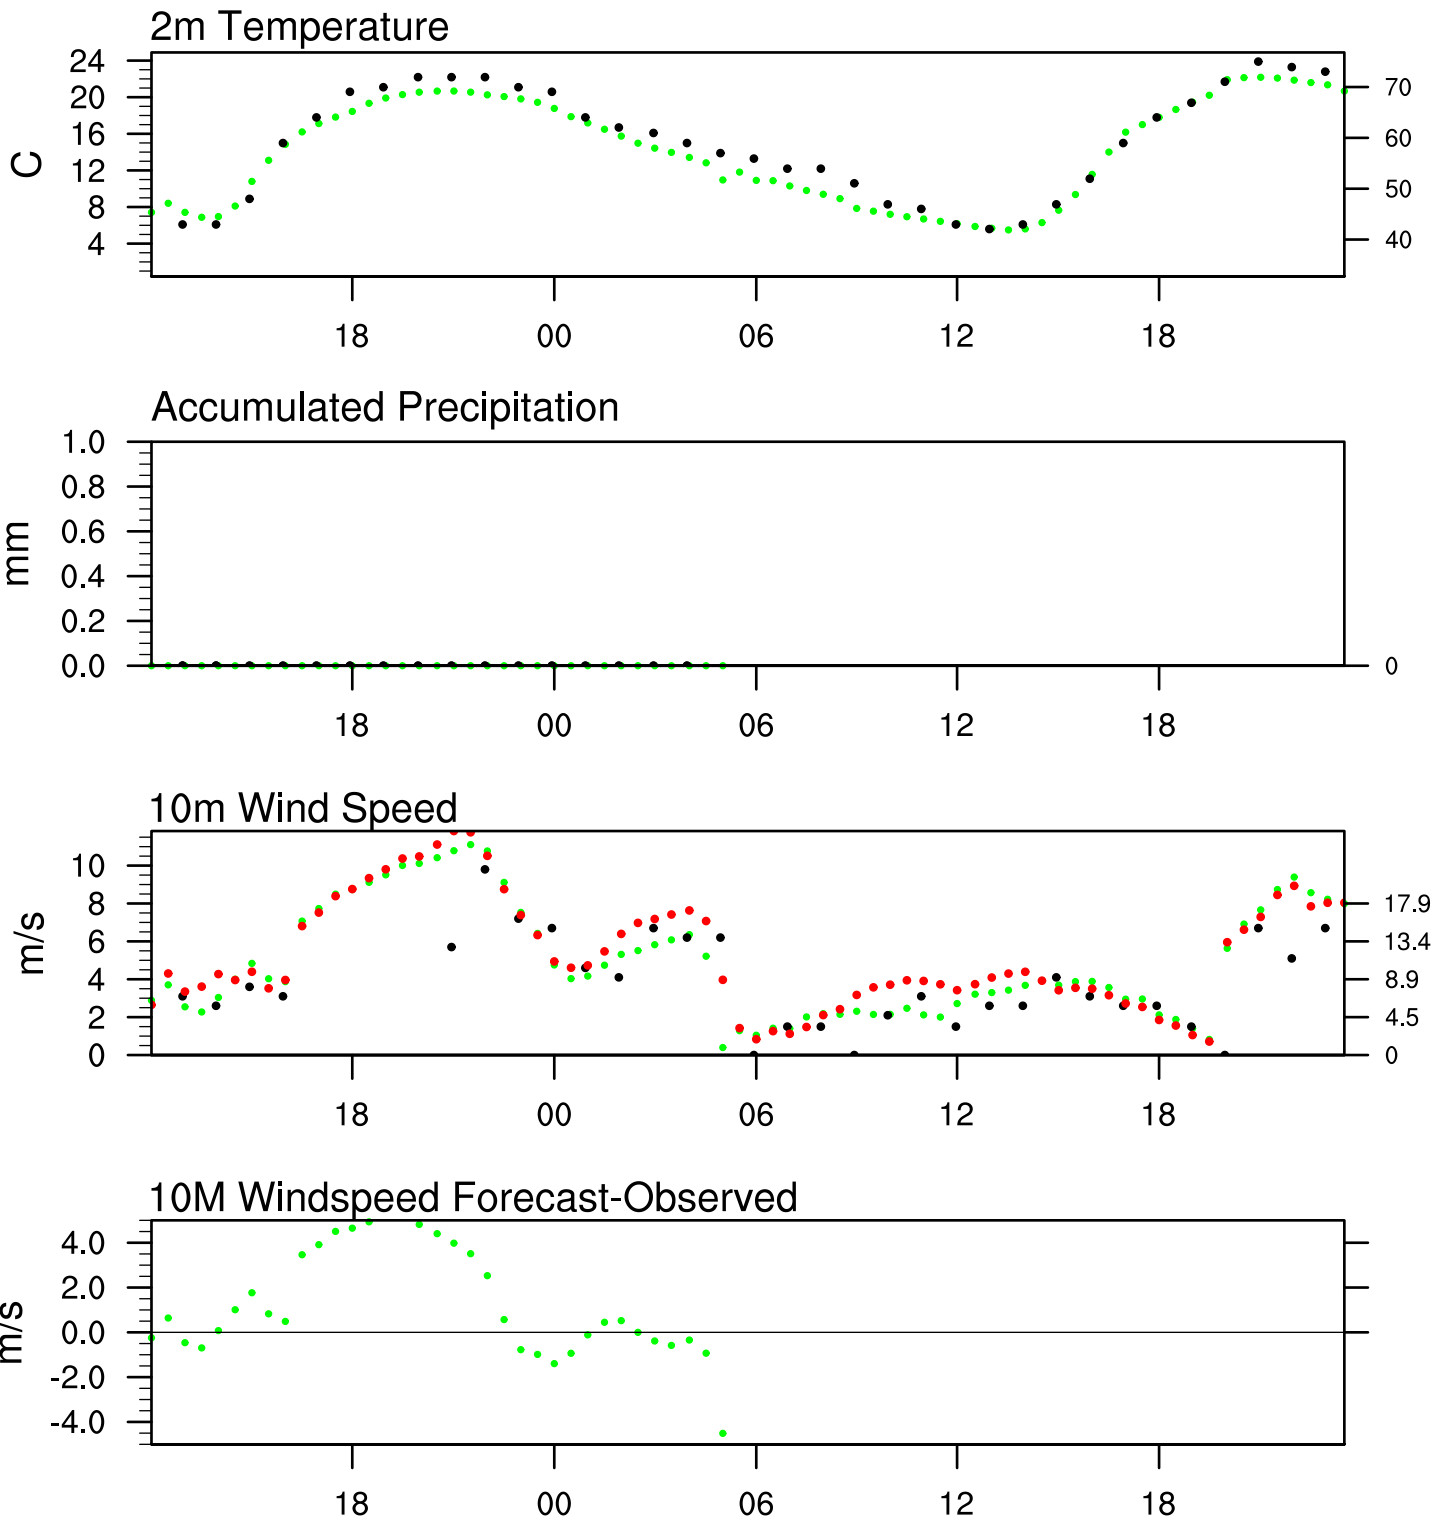 2m Temperature
24
20
16
12
8
4
C
70
60
50
40
18 00 06 12 18
Accumulated Precipitation
1.0
0.8
0.6
0.4
0.2
0.0
mm
0
18 00 06 12 18
10m Wind Speed
10
8
6
4
2
0
m/s
17.9
13.4
8.9
4.5
0
18 00 06 12 18
10M Windspeed Forecast-Observed
4.0
2.0
0.0
-2.0
-4.0
m/s
18 00 06 12 18